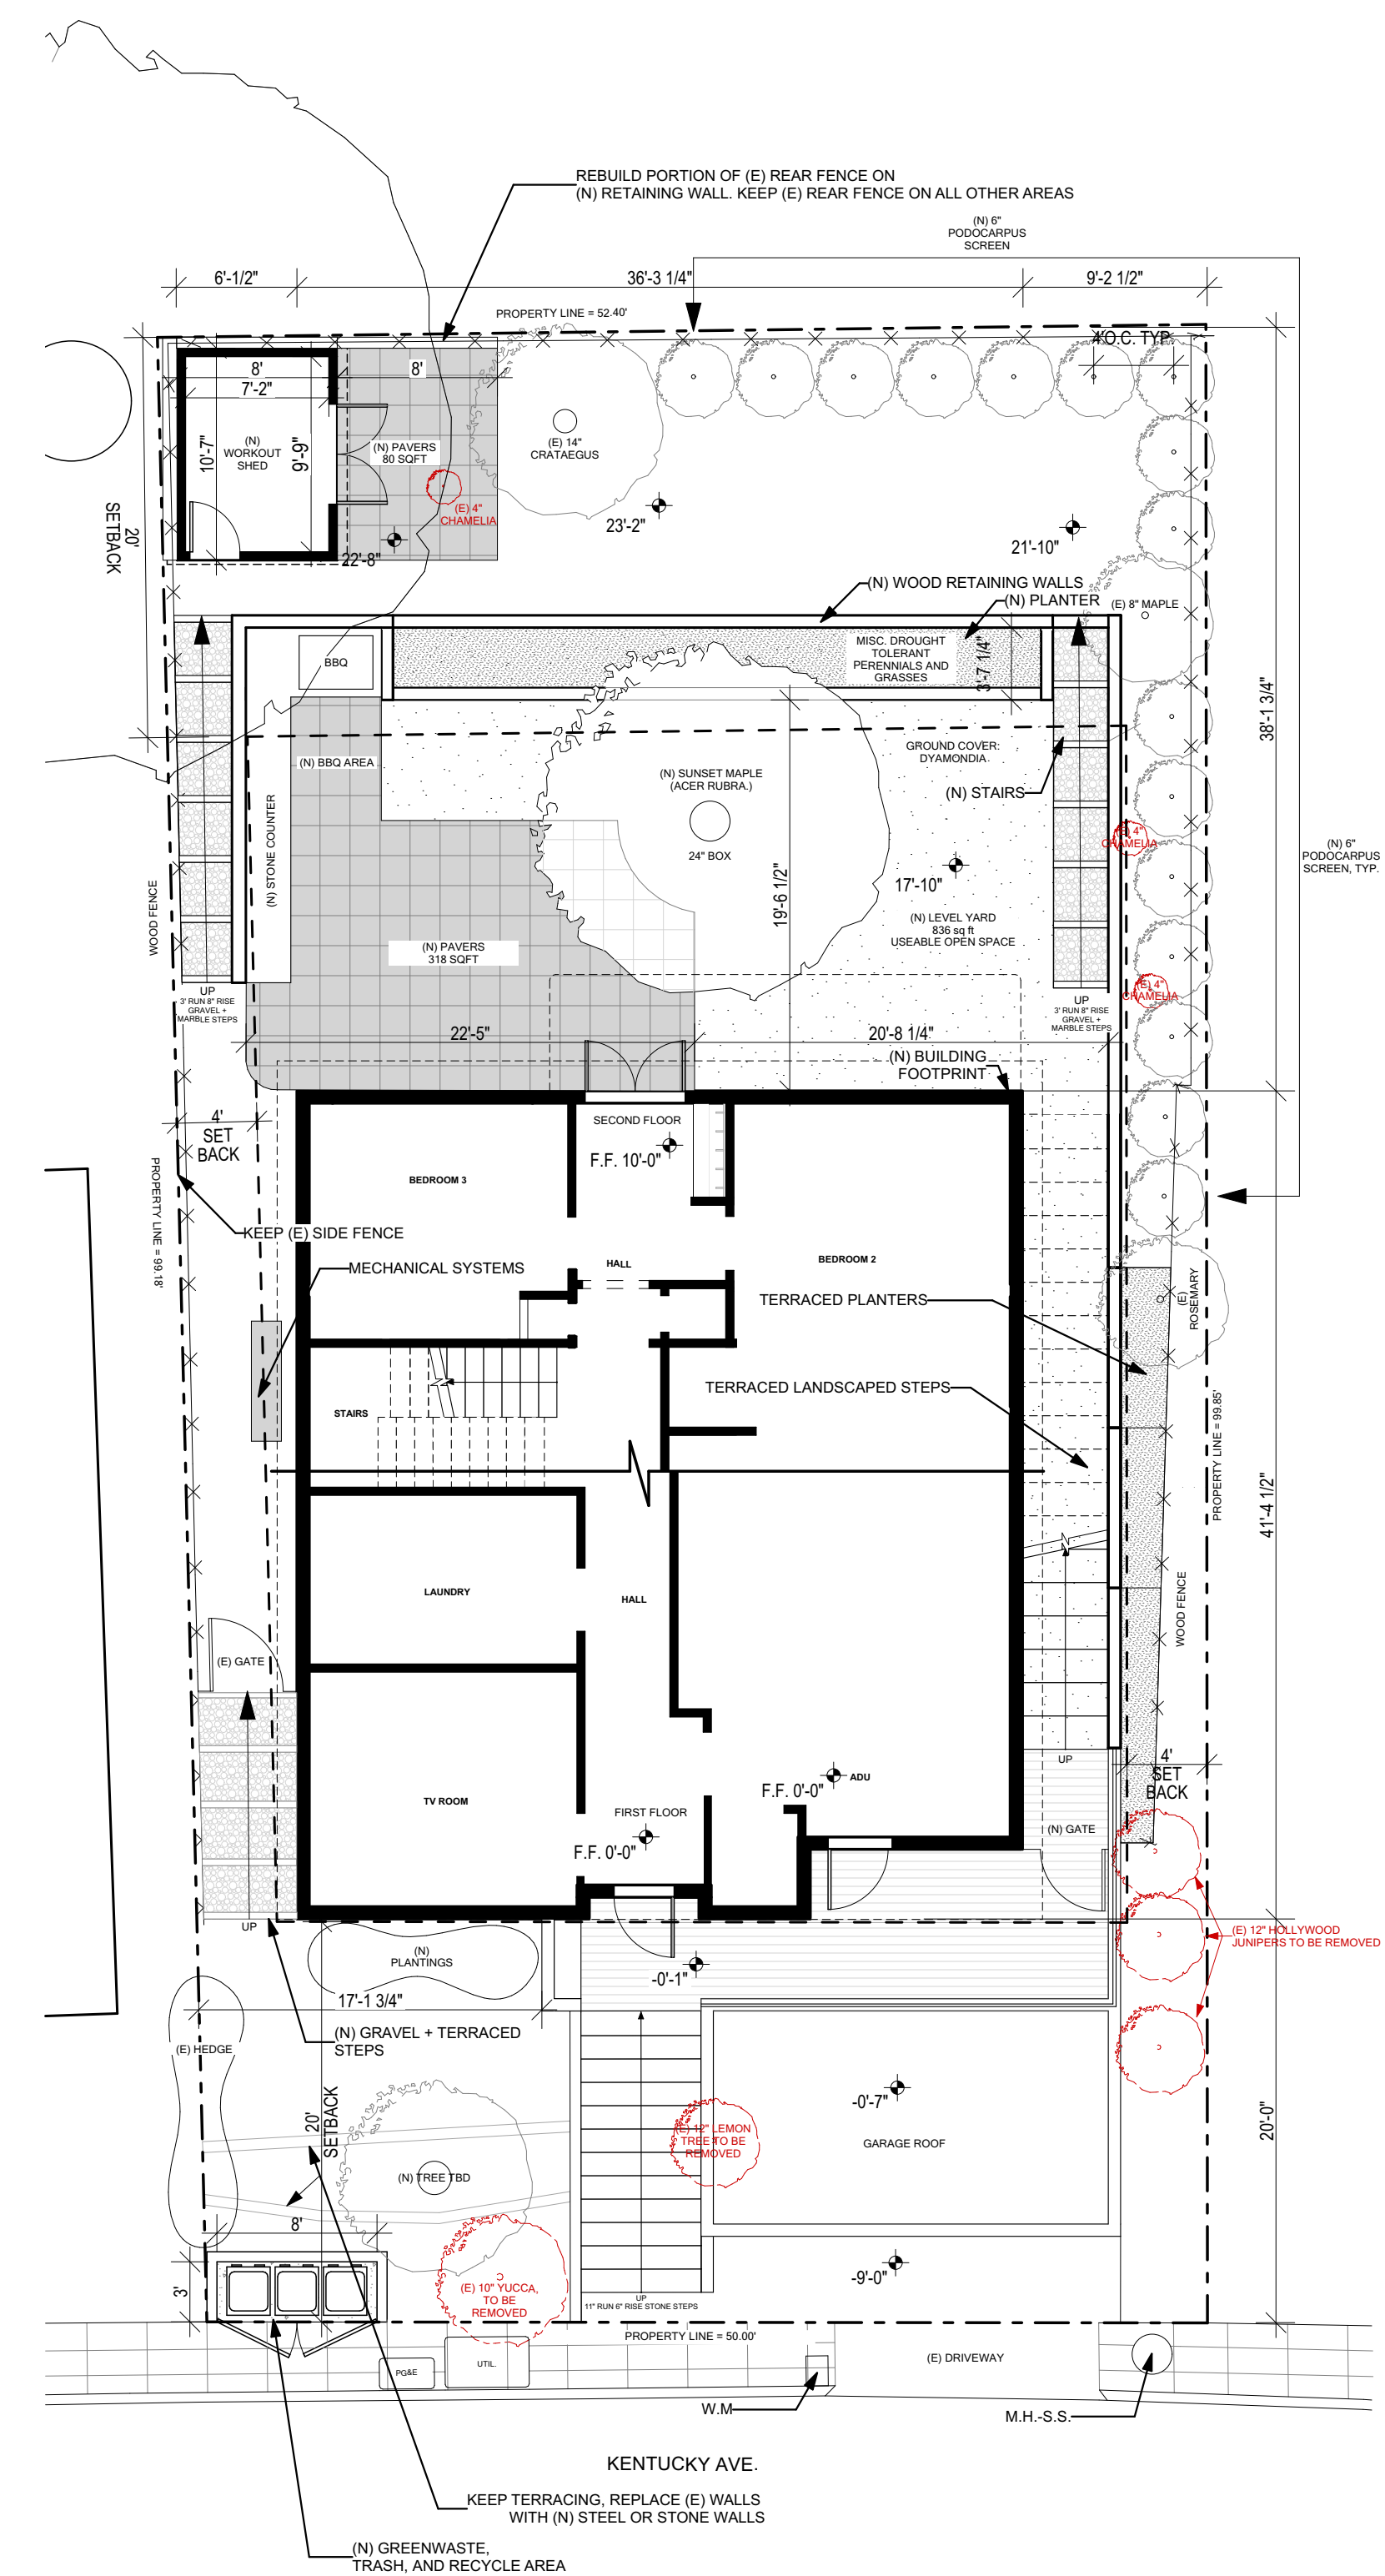 REBUILD PORTION OF (E) REAR FENCE ON
(N) RETAINING WALL. KEEP (E) REAR FENCE ON ALL OTHER AREAS
(N) 6"
PODOCARPUS
SCREEN
6'-1/2"
36'-3 1/4"
9'-2 1/2"
PROPERTY LINE = 52.40'
4'O.C. TYP.
8'
7'-2"
8'
10'-7"
9'-9"
(N)
WORKOUT
SHED
(N) PAVERS
80 SQFT
(E) 4"
CHAMELIA
(E) 14"
CRATAEGUS
20'
SETBACK
22'-8"
23'-2"
21'-10"
(N) WOOD RETAINING WALLS
(N) PLANTER
(E) 8" MAPLE
BBQ
MISC. DROUGHT
TOLERANT
PERENNIALS AND
GRASSES
3'-7 1/4"
38'-1 3/4"
(N) BBQ AREA
GROUND COVER:
DYAMONDIA
(N) SUNSET MAPLE
(ACER RUBRA.)
24" BOX
(N) STAIRS
(N) STONE COUNTER
(E) 4"
CHAMELIA
(N) 6"
PODOCARPUS
SCREEN, TYP.
19'-6 1/2"
17'-10"
(N) LEVEL YARD
836 sq ft
USEABLE OPEN SPACE
WOOD FENCE
(N) PAVERS
318 SQFT
UP
3' RUN 8" RISE
GRAVEL +
MARBLE STEPS
(E) 4"
CHAMELIA
UP
3' RUN 8" RISE
GRAVEL +
MARBLE STEPS
22'-5"
20'-8 1/4"
(N) BUILDING
FOOTPRINT
4'
SET
BACK
SECOND FLOOR
F.F. 10'-0"
BEDROOM 3
PROPERTY LINE = 99.18'
KEEP (E) SIDE FENCE
HALL
BEDROOM 2
MECHANICAL SYSTEMS
TERRACED PLANTERS
(E)
ROSEMARY
TERRACED LANDSCAPED STEPS
STAIRS
PROPERTY LINE = 99.85'
41'-4 1/2"
LAUNDRY
HALL
WOOD FENCE
(E) GATE
UP
4'
SET
BACK
ADU
F.F. 0'-0"
TV ROOM
FIRST FLOOR
F.F. 0'-0"
(N) GATE
UP
(E) 12" HOLLYWOOD
JUNIPERS TO BE REMOVED
(N)
PLANTINGS
-0'-1"
17'-1 3/4"
(N) GRAVEL + TERRACED
STEPS
(E) HEDGE
20'
SETBACK
-0'-7"
20'-0"
(E) 12" LEMON
TREE TO BE
REMOVED
GARAGE ROOF
(N) TREE TBD
8'
3'
(E) 10" YUCCA,
TO BE
REMOVED
-9'-0"
UP
11" RUN 6" RISE STONE STEPS
PROPERTY LINE = 50.00'
PG&E
UTIL.
(E) DRIVEWAY
W.M
M.H.-S.S.
KENTUCKY AVE.
KEEP TERRACING, REPLACE (E) WALLS
WITH (N) STEEL OR STONE WALLS
(N) GREENWASTE,
TRASH, AND RECYCLE AREA